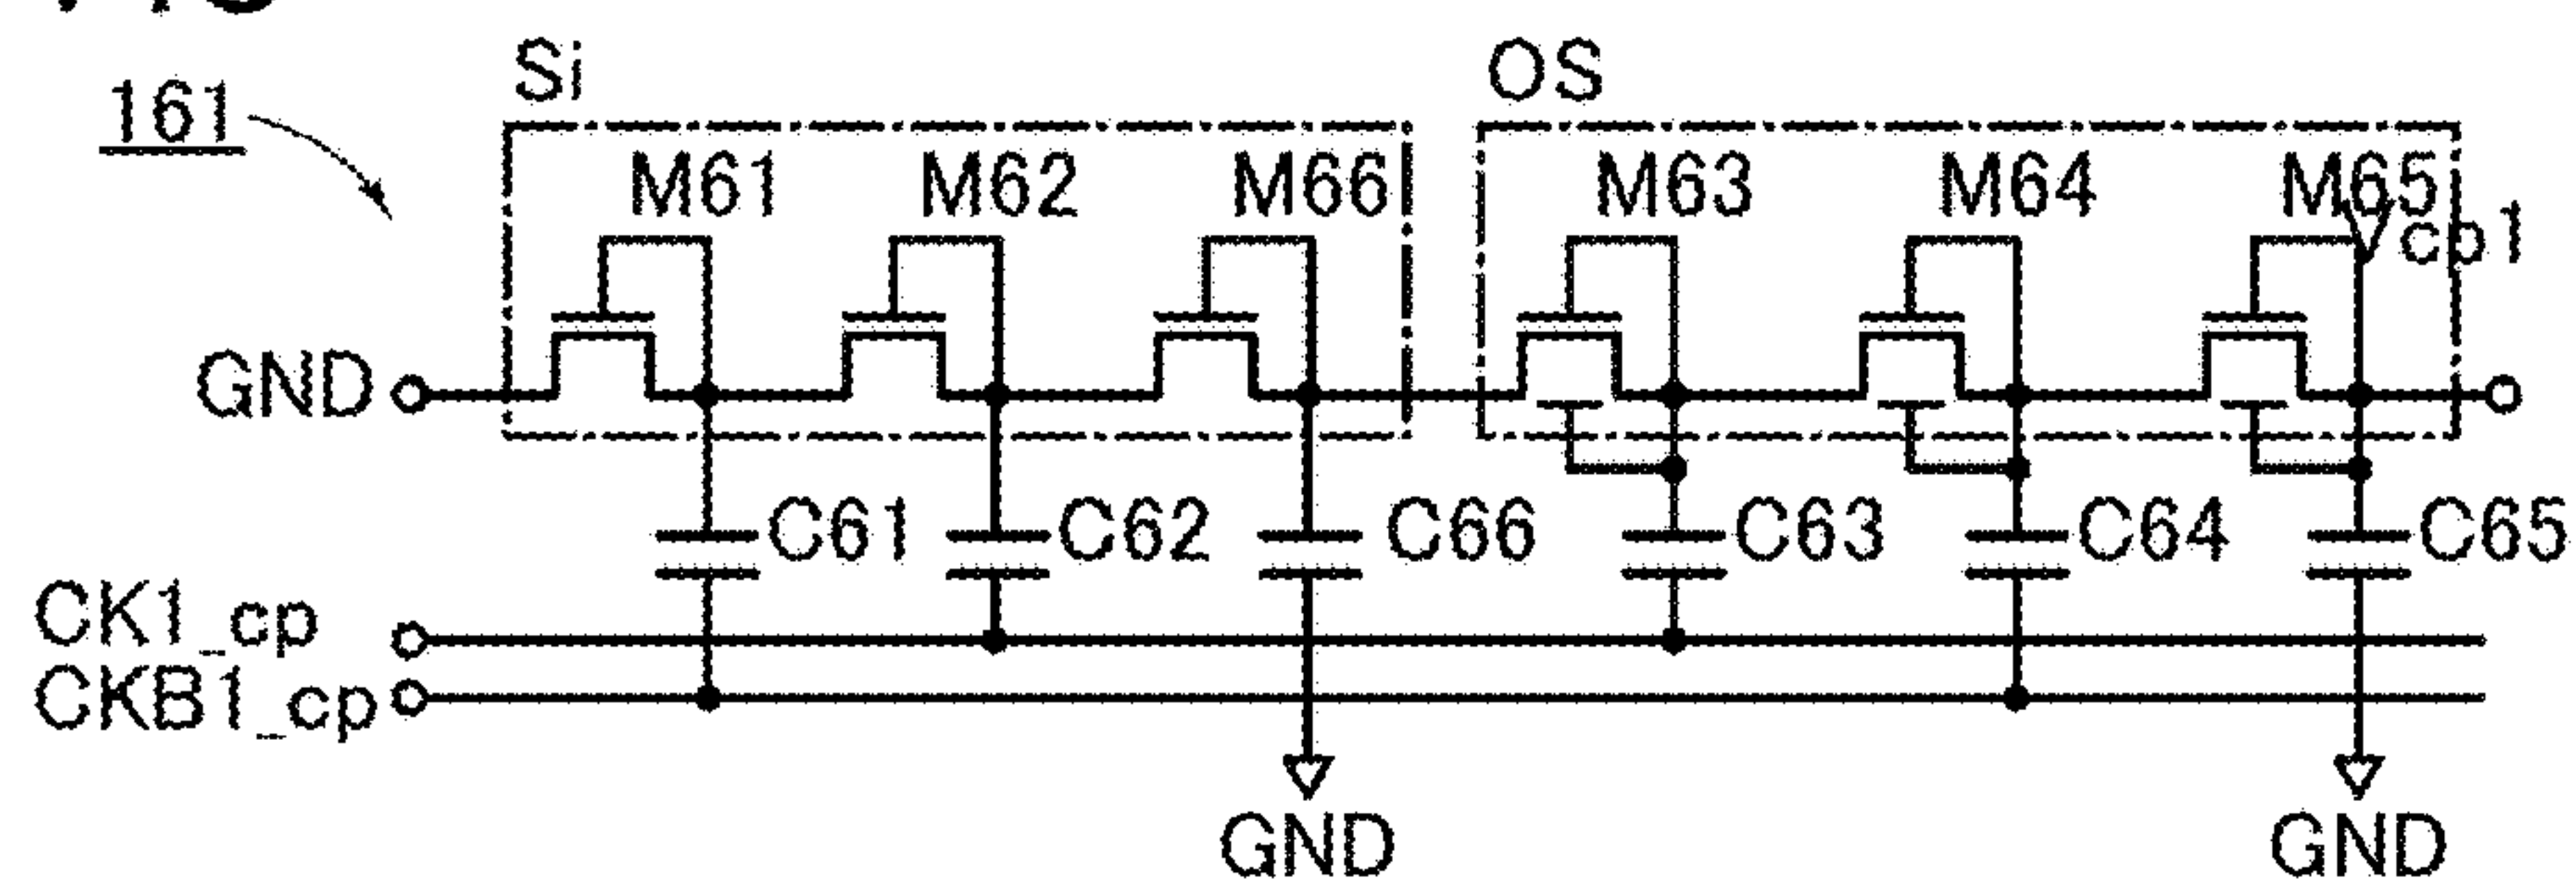 161
Si
OS
M61 M62 M66 M63 M64 M65
Vcp1
GND
C61 C62 C66 C63 C64 C65
CK1_cp
CKB1_cp
GND GND